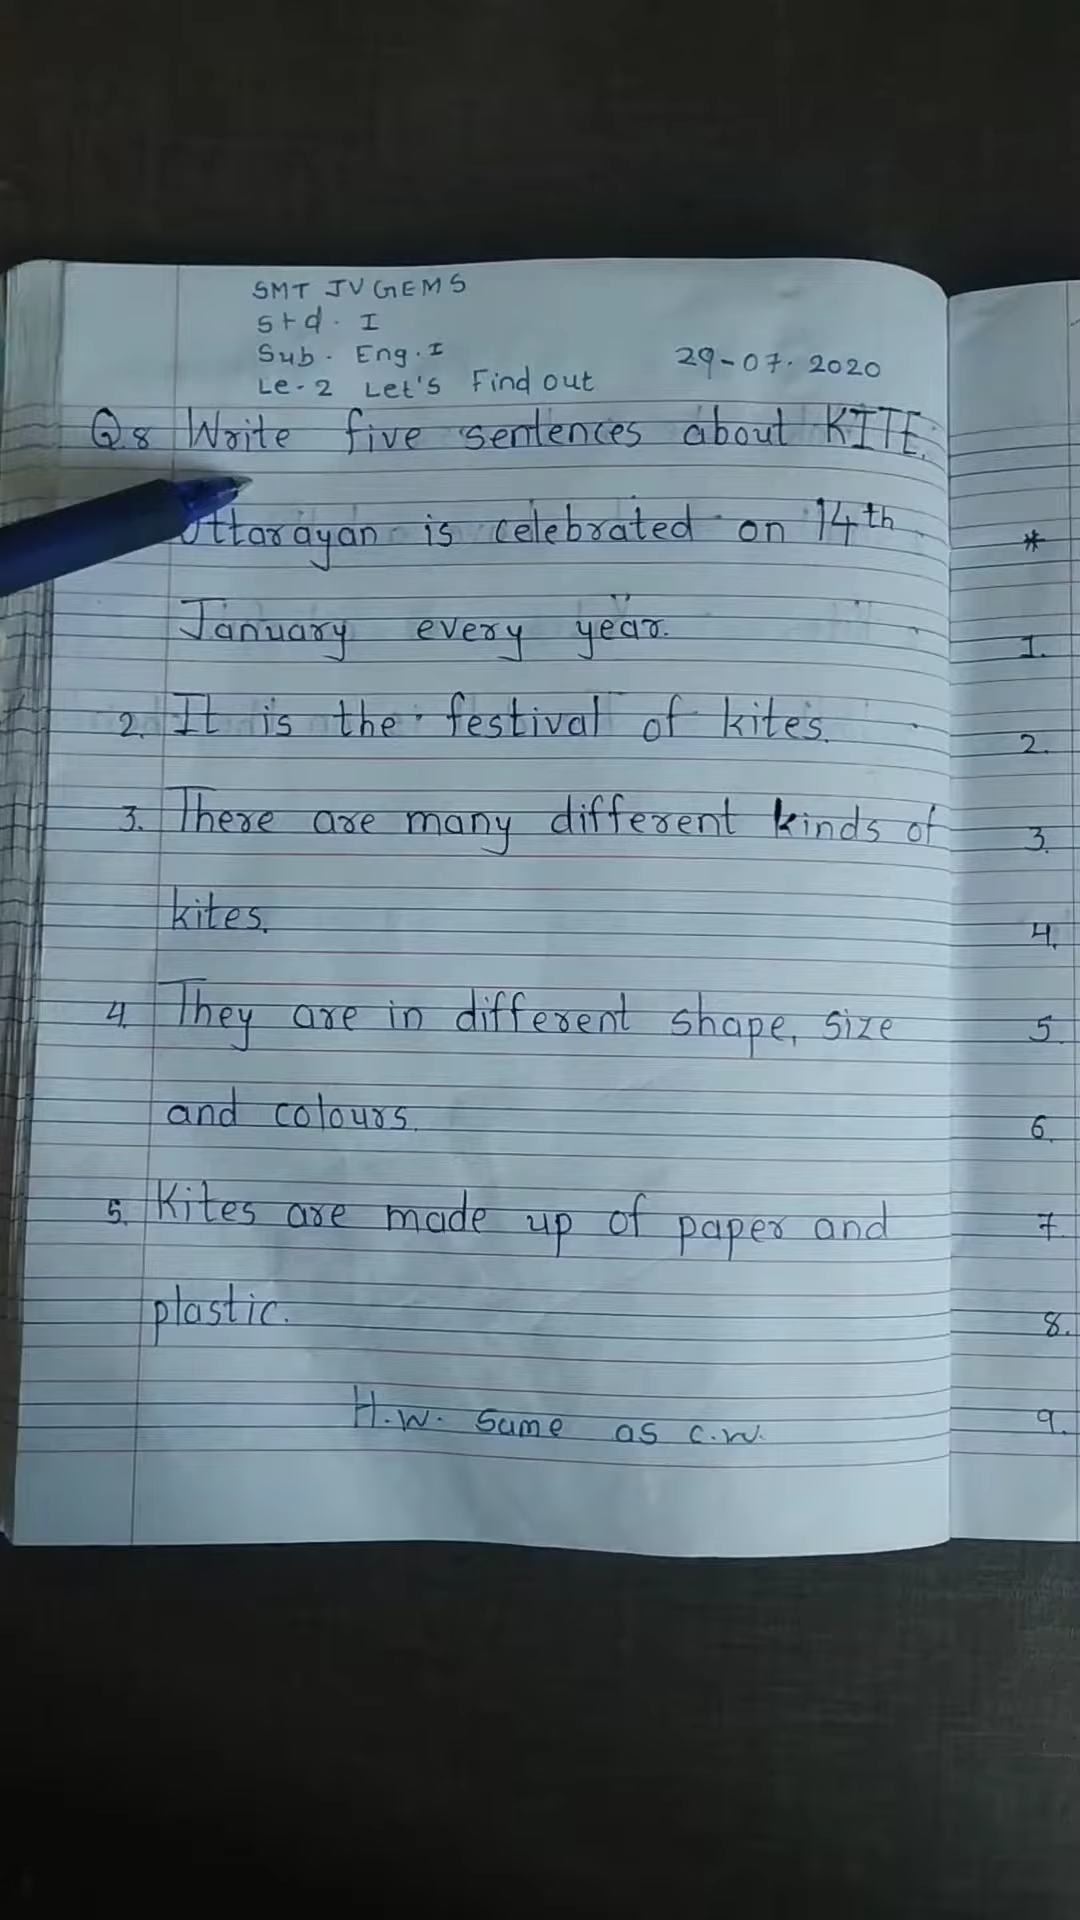 SMT JV GEMS
Std. I
Sub. Eng. I
29-07.2020
Le-2 Let's Find out
Q.8 Write five sentences about KITE.
Uttarayan is celebrated on 14th
January every year.
2. It is the festival of kites.
3. There are many different kinds of
kites.
4. They are in different shape, size
and colours.
5. Kites are made up of paper and
plastic.
H.W. Same as C.W.
*
1.
2.
3.
4.
5.
6.
7.
8.
9.